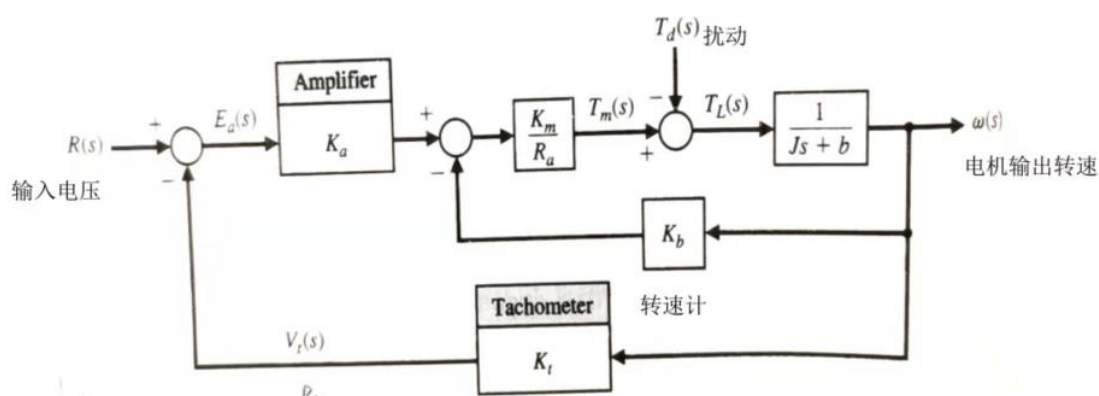 T_d(s) 扰动
Amplifier
R(s)
+
E_a(s)
K_a
+
K_m
R_a
T_m(s)
−
T_L(s)
1
Js + b
ω(s)
−
−
+
输入电压
电机输出转速
K_b
Tachometer
转速计
V_t(s)
K_t